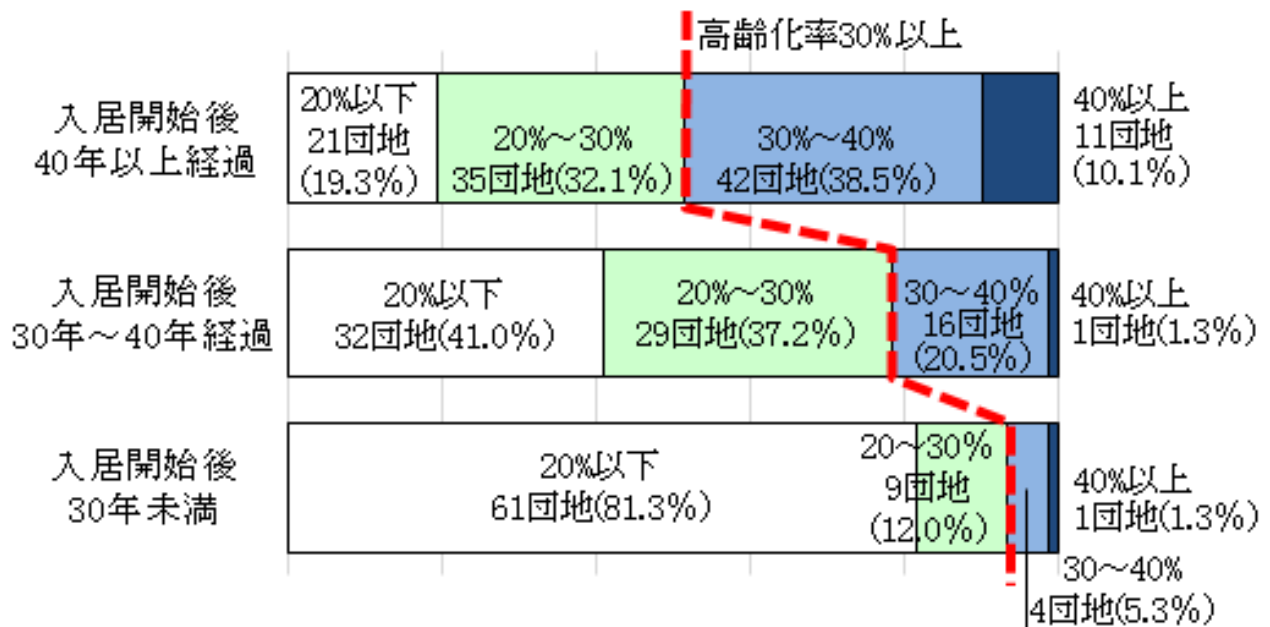 高齢化率30%以上
入居開始後
40年以上経過
20%以下
21団地
(19.3%)
20%～30%
35団地(32.1%)
30%～40%
42団地(38.5%)
40%以上
11団地
(10.1%)
入居開始後
30年～40年経過
20%以下
32団地(41.0%)
20%～30%
29団地(37.2%)
30～40%
16団地
(20.5%)
40%以上
1団地(1.3%)
入居開始後
30年未満
20%以下
61団地(81.3%)
20～30%
9団地
(12.0%)
40%以上
1団地(1.3%)
30～40%
4団地(5.3%)